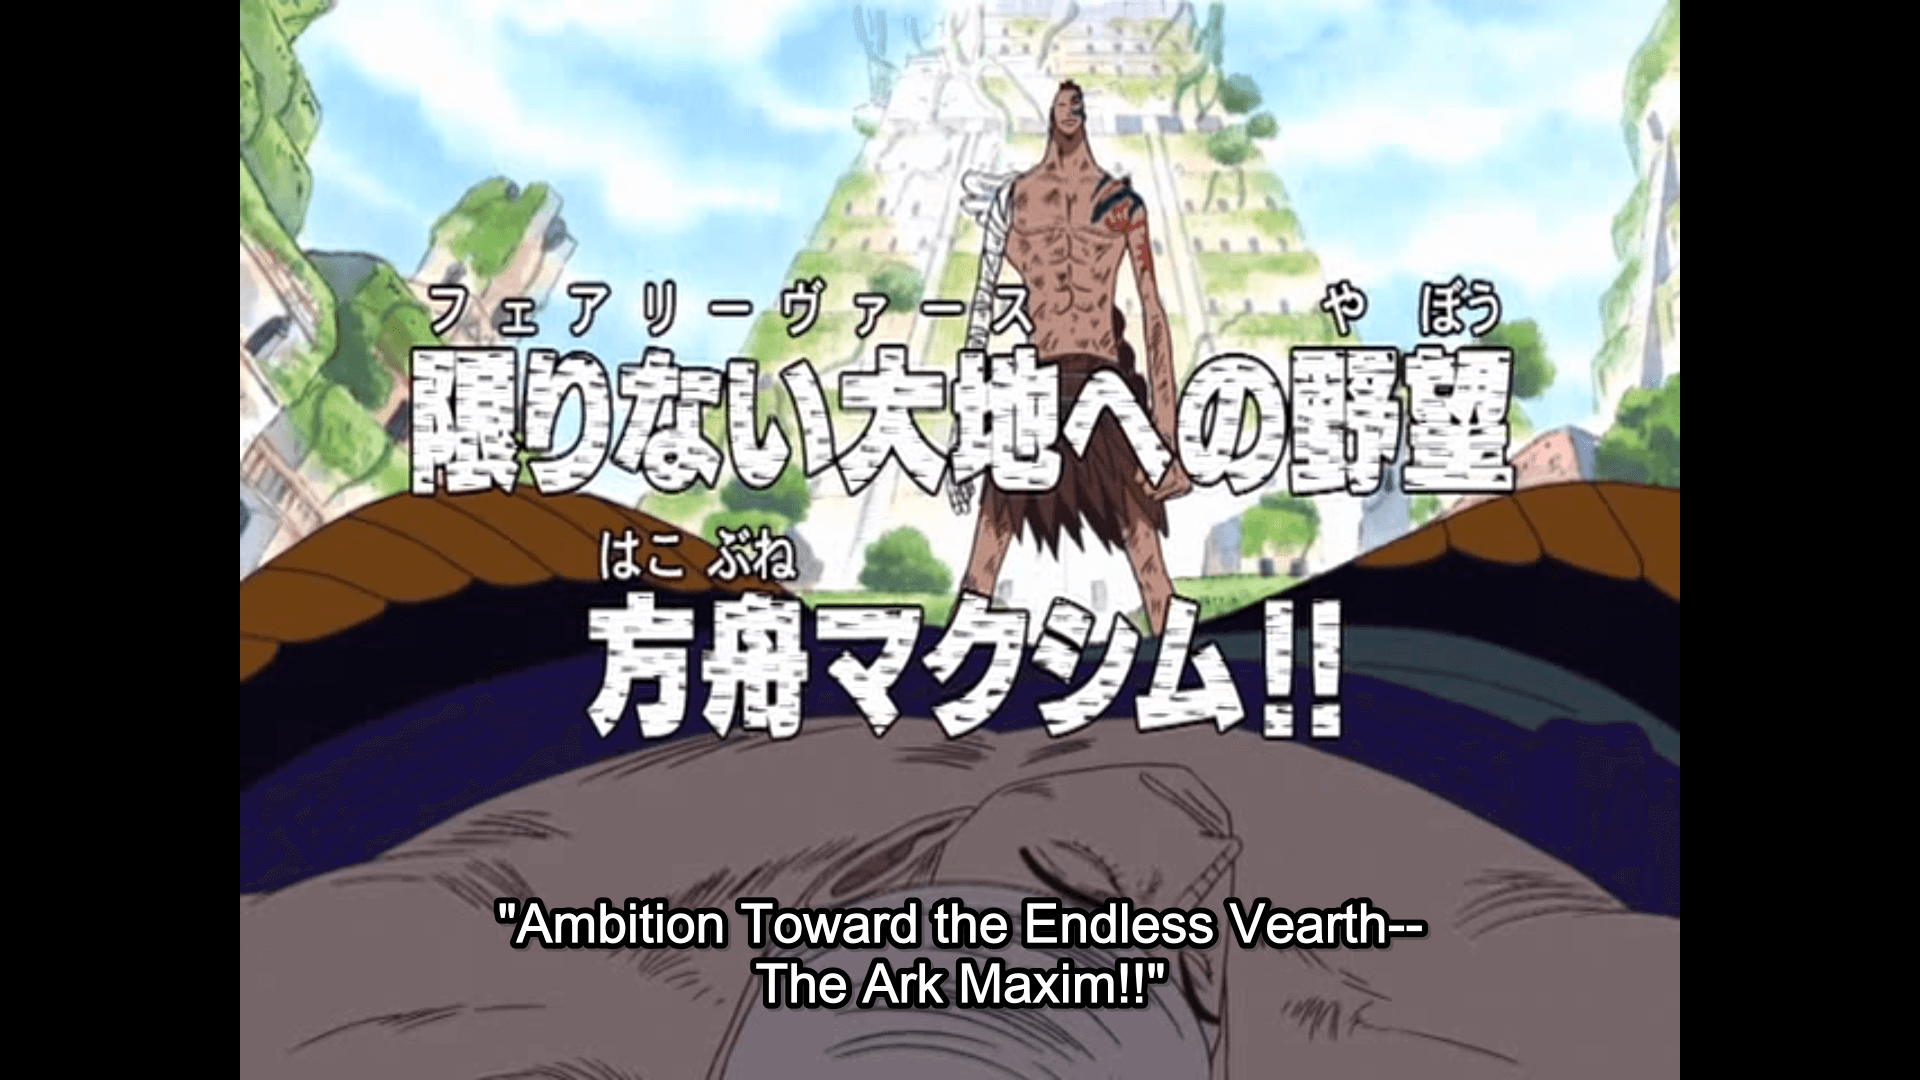 フェアリーヴァース やぼう
限りない大地への野望
はこぶね
方舟マクシム!!
"Ambition Toward the Endless Vearth--
The Ark Maxim!!"